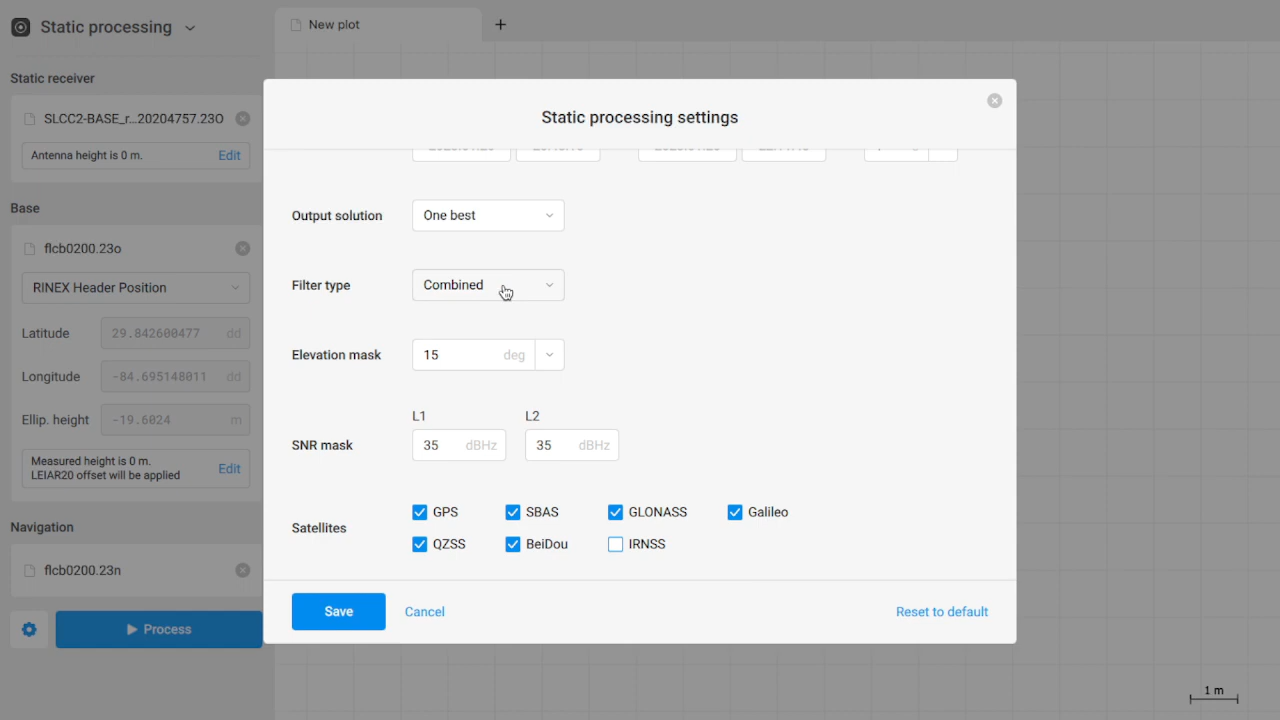 Static processing
New plot
Static receiver
SLCC2-BASE_r...20204757.23O
Antenna height is 0 m.
Edit
Base
flcb0200.23o
RINEX Header Position
Latitude
29.842600477 dd
Longitude
-84.695148011 dd
Ellip. height
-19.6024 m
Measured height is 0 m.
LEIAR20 offset will be applied
Edit
Navigation
flcb0200.23n
Process
Static processing settings
Output solution
One best
Filter type
Combined
Elevation mask
15 deg
L1 L2
SNR mask
35 dBHz 35 dBHz
Satellites
GPS SBAS GLONASS Galileo
QZSS BeiDou IRNSS
Save Cancel Reset to default
1 m